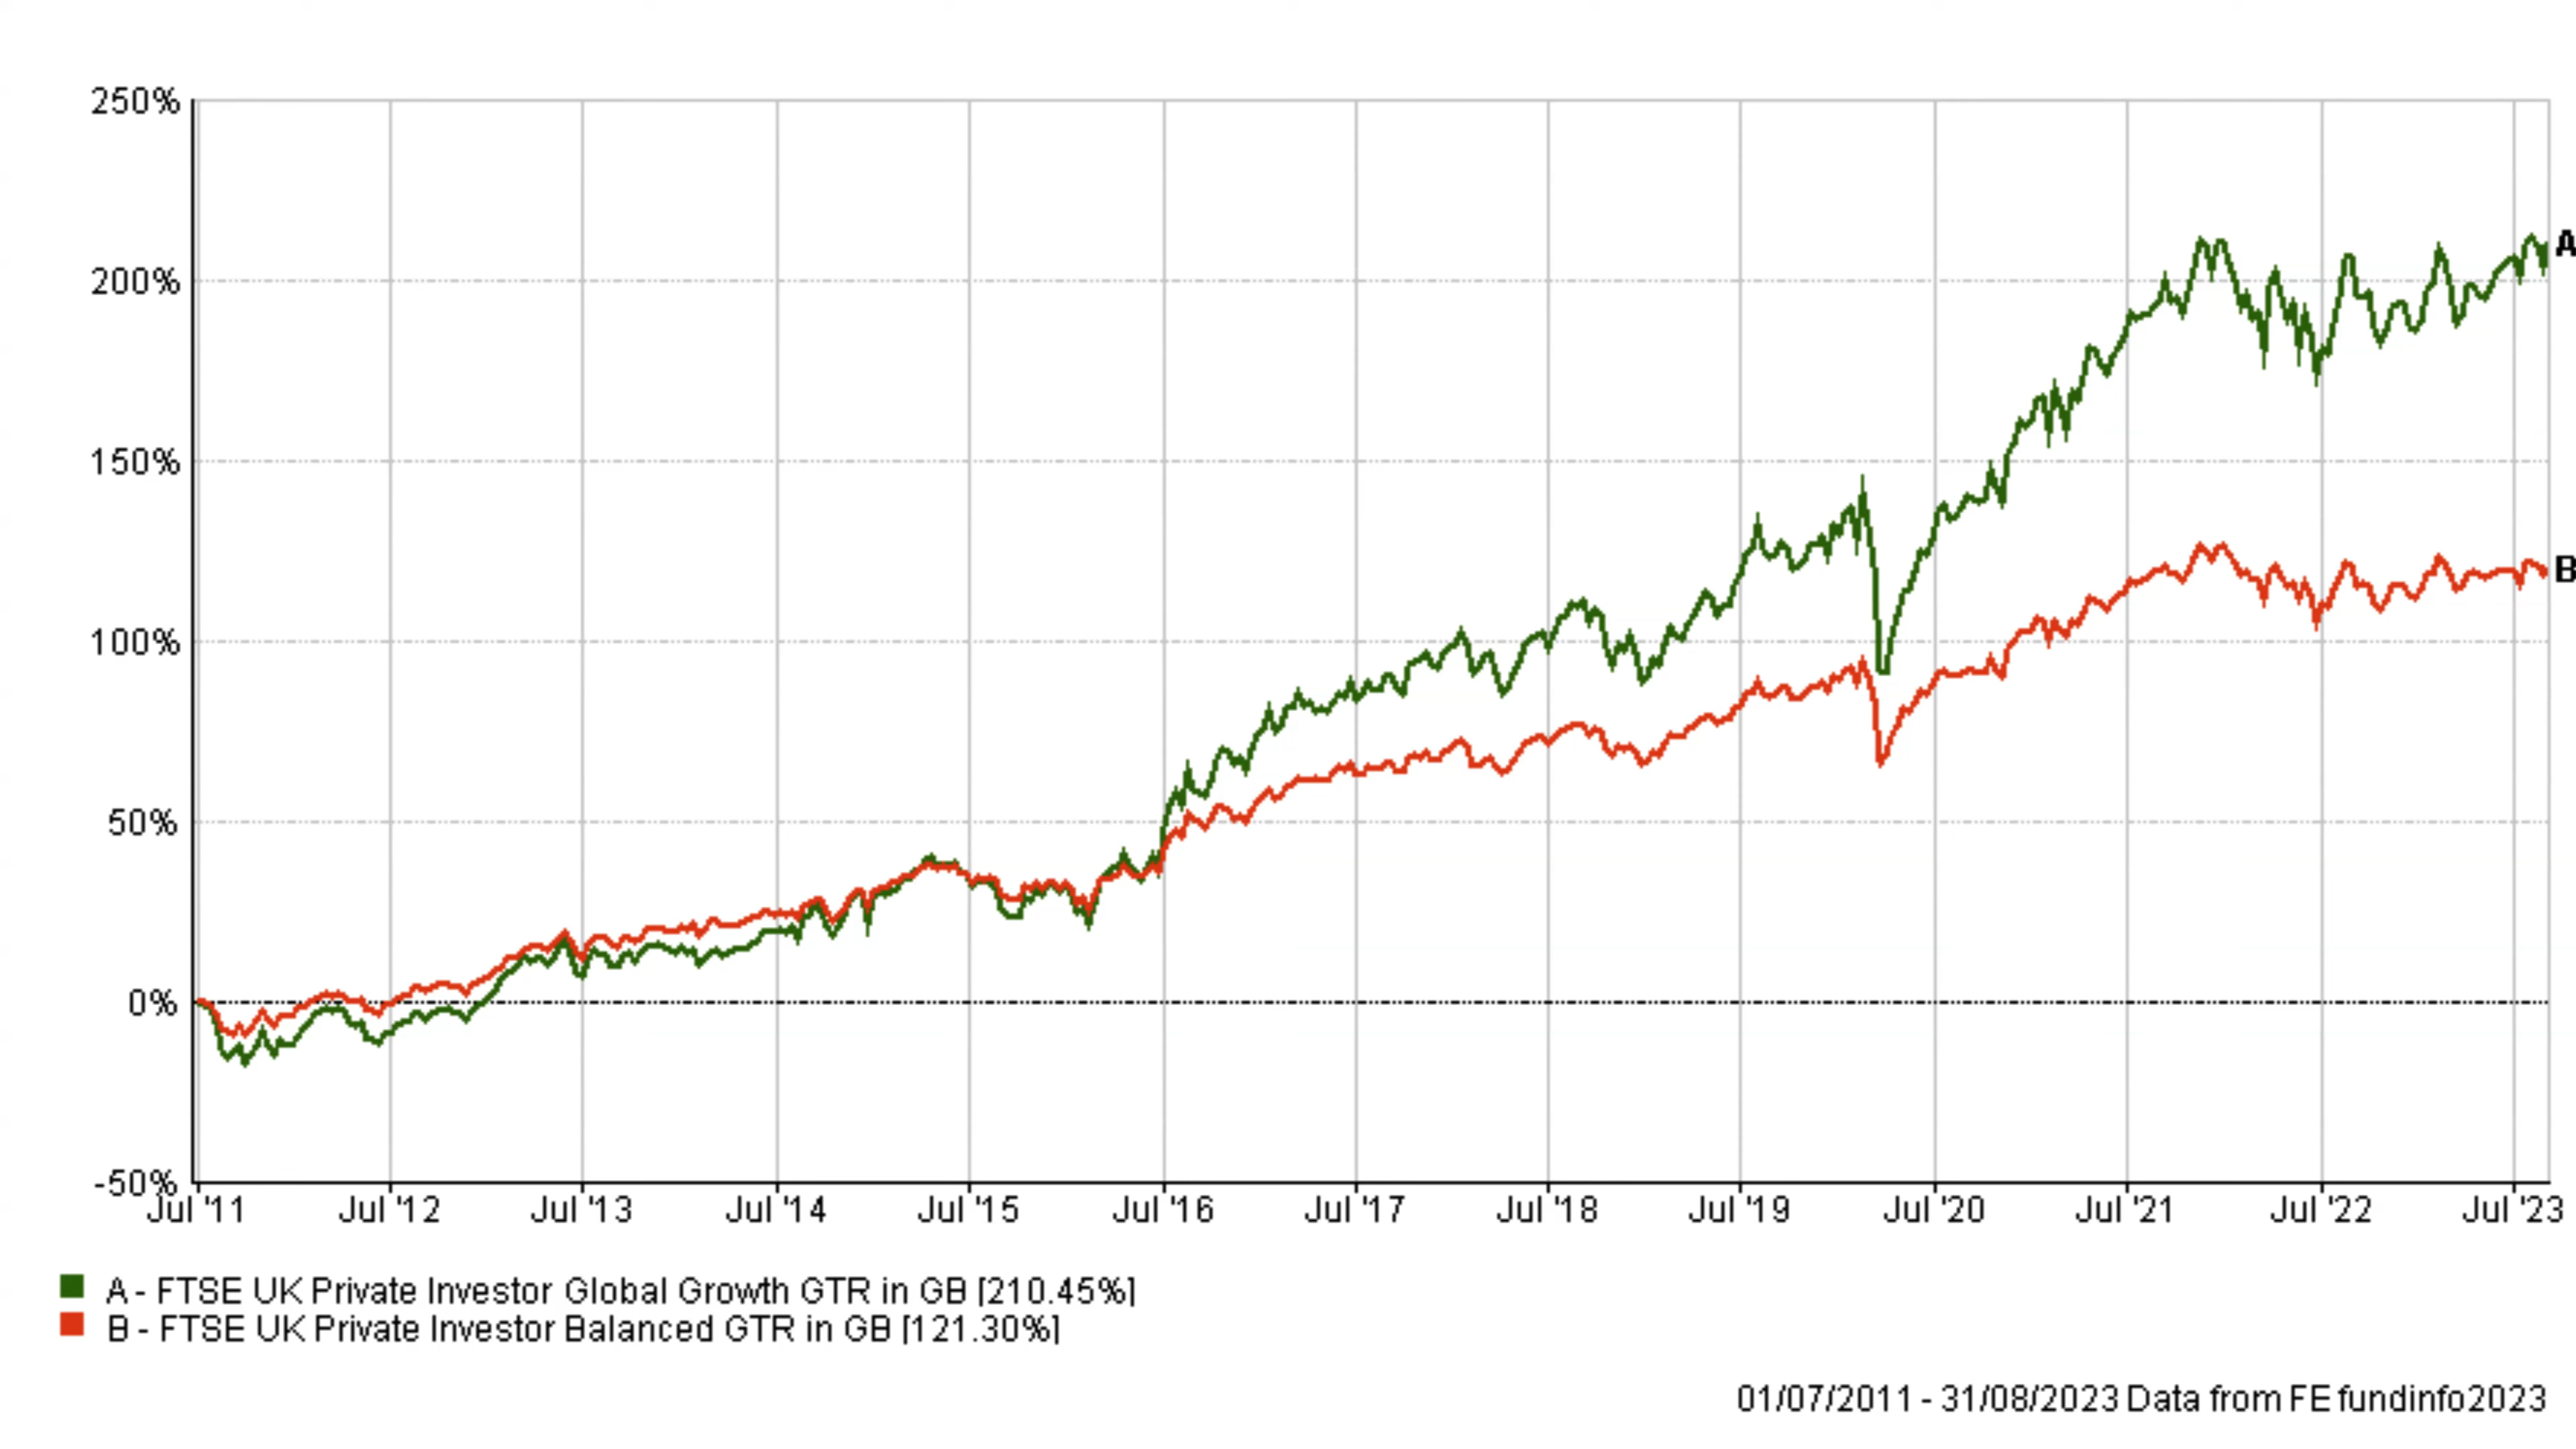 250%
200%
A
150%
B
100%
50%
0%
-50%
Jul '11 Jul '12 Jul '13 Jul '14 Jul '15 Jul '16 Jul '17 Jul '18 Jul '19 Jul '20 Jul '21 Jul '22 Jul '23
A - FTSE UK Private Investor Global Growth GTR in GB [210.45%]
B - FTSE UK Private Investor Balanced GTR in GB [121.30%]
01/07/2011 - 31/08/2023 Data from FE fundinfo2023